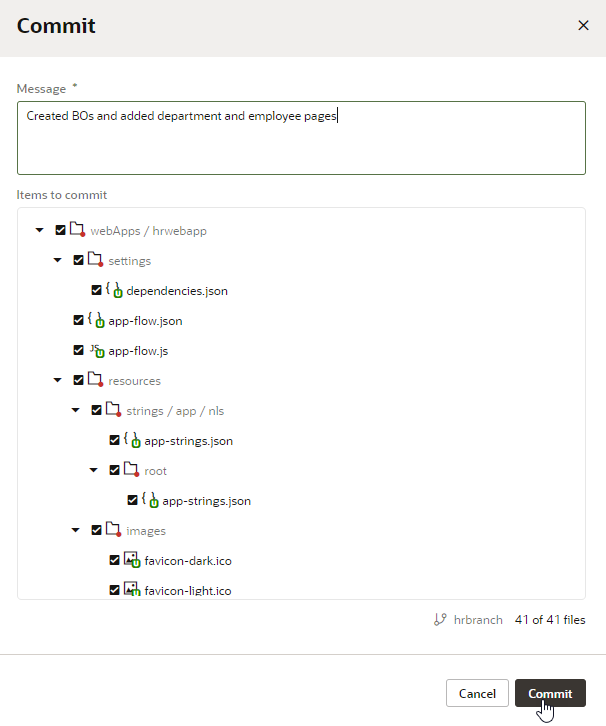 Commit
Message *
Created BOs and added department and employee pages
Items to commit
webApps / hrwebapp
settings
dependencies.json
app-flow.json
JS app-flow.js
resources
strings / app / nls
app-strings.json
root
app-strings.json
images
favicon-dark.ico
favicon-light.ico
hrbranch 41 of 41 files
Cancel Commit